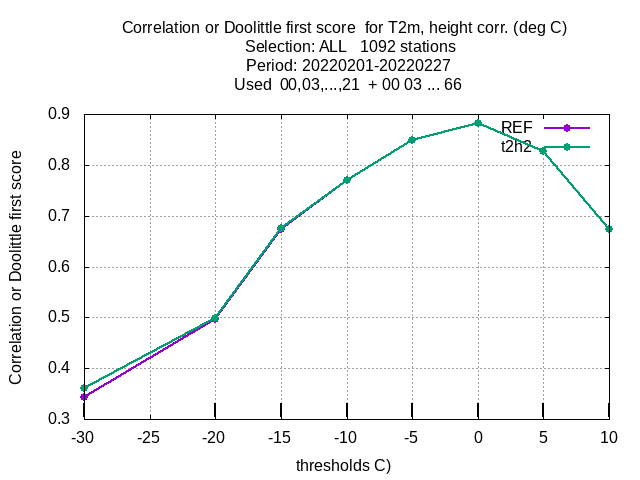 Correlation or Doolittle first score  for T2m, height corr. (deg C)
Selection: ALL   1092 stations
Period: 20220201-20220227
Used  00,03,...,21  + 00 03 ... 66
Correlation or Doolittle first score
0.9
0.8
0.7
0.6
0.5
0.4
0.3
REF
t2h2
-30 -25 -20 -15 -10 -5 0 5 10
thresholds C)